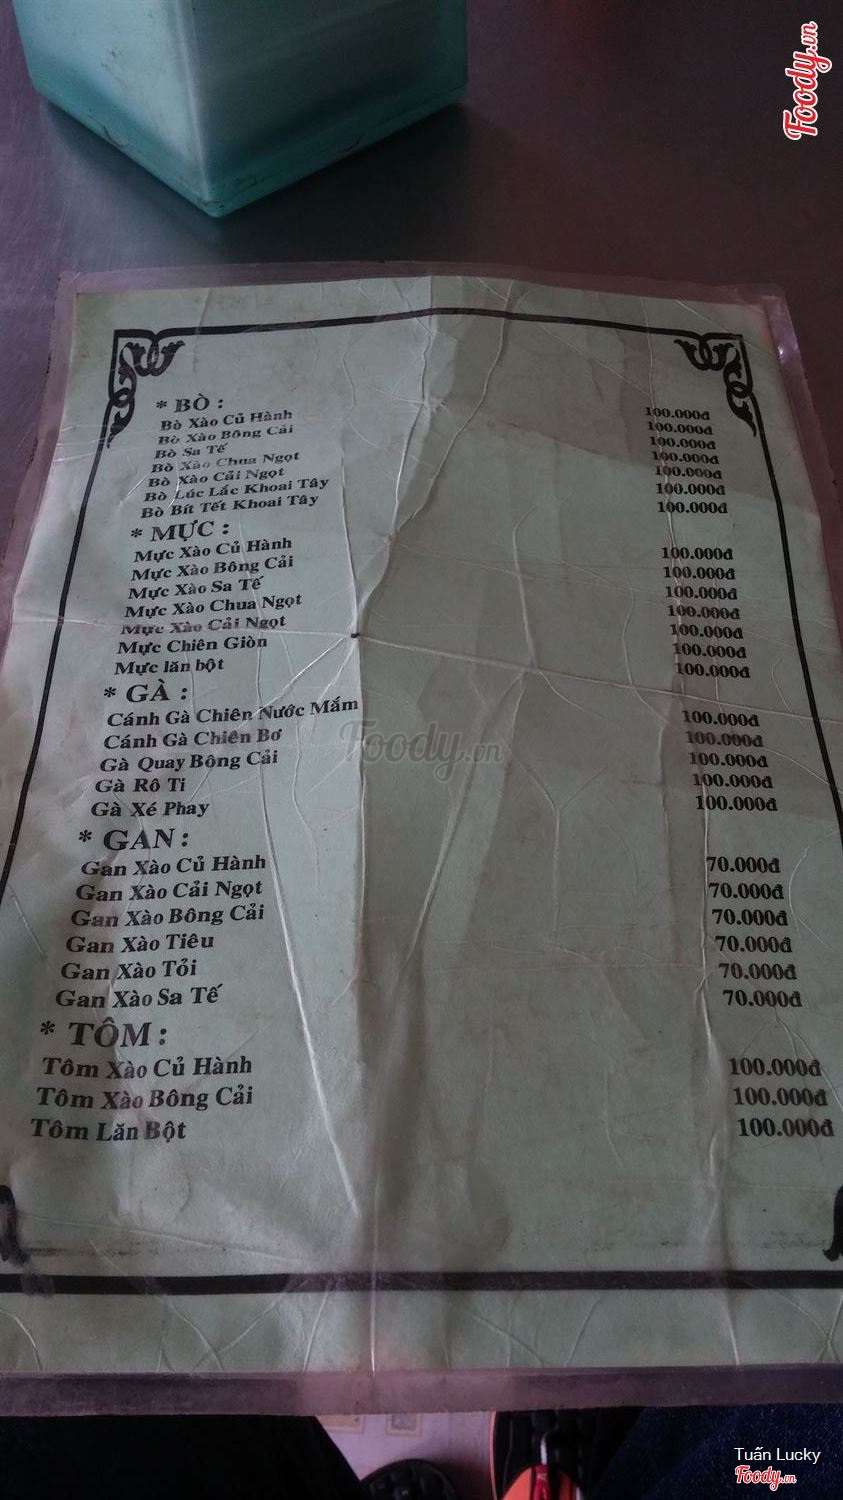 Foody.vn
* BÒ :
Bò Xào Củ Hành 100.000đ
Bò Xào Bông Cải 100.000đ
Bò Sa Tế 100.000đ
Bò Xào Chua Ngọt 100.000đ
Bò Xào Cải Ngọt 100.000đ
Bò Lúc Lắc Khoai Tây 100.000đ
Bò Bít Tết Khoai Tây 100.000đ
* MỰC :
Mực Xào Củ Hành 100.000đ
Mực Xào Bông Cải 100.000đ
Mực Xào Sa Tế 100.000đ
Mực Xào Chua Ngọt 100.000đ
Mực Xào Cải Ngọt 100.000đ
Mực Chiên Giòn 100.000đ
Mực lăn bột 100.000đ
* GÀ :
Cánh Gà Chiên Nước Mắm 100.000đ
Cánh Gà Chiên Bơ 100.000đ
Gà Quay Bông Cải 100.000đ
Gà Rô Ti 100.000đ
Gà Xé Phay 100.000đ
Foody.vn
* GAN :
Gan Xào Củ Hành 70.000đ
Gan Xào Cải Ngọt 70.000đ
Gan Xào Bông Cải 70.000đ
Gan Xào Tiêu 70.000đ
Gan Xào Tỏi 70.000đ
Gan Xào Sa Tế 70.000đ
* TÔM :
Tôm Xào Củ Hành 100.000đ
Tôm Xào Bông Cải 100.000đ
Tôm Lăn Bột 100.000đ
Tuấn Lucky
Foody.vn